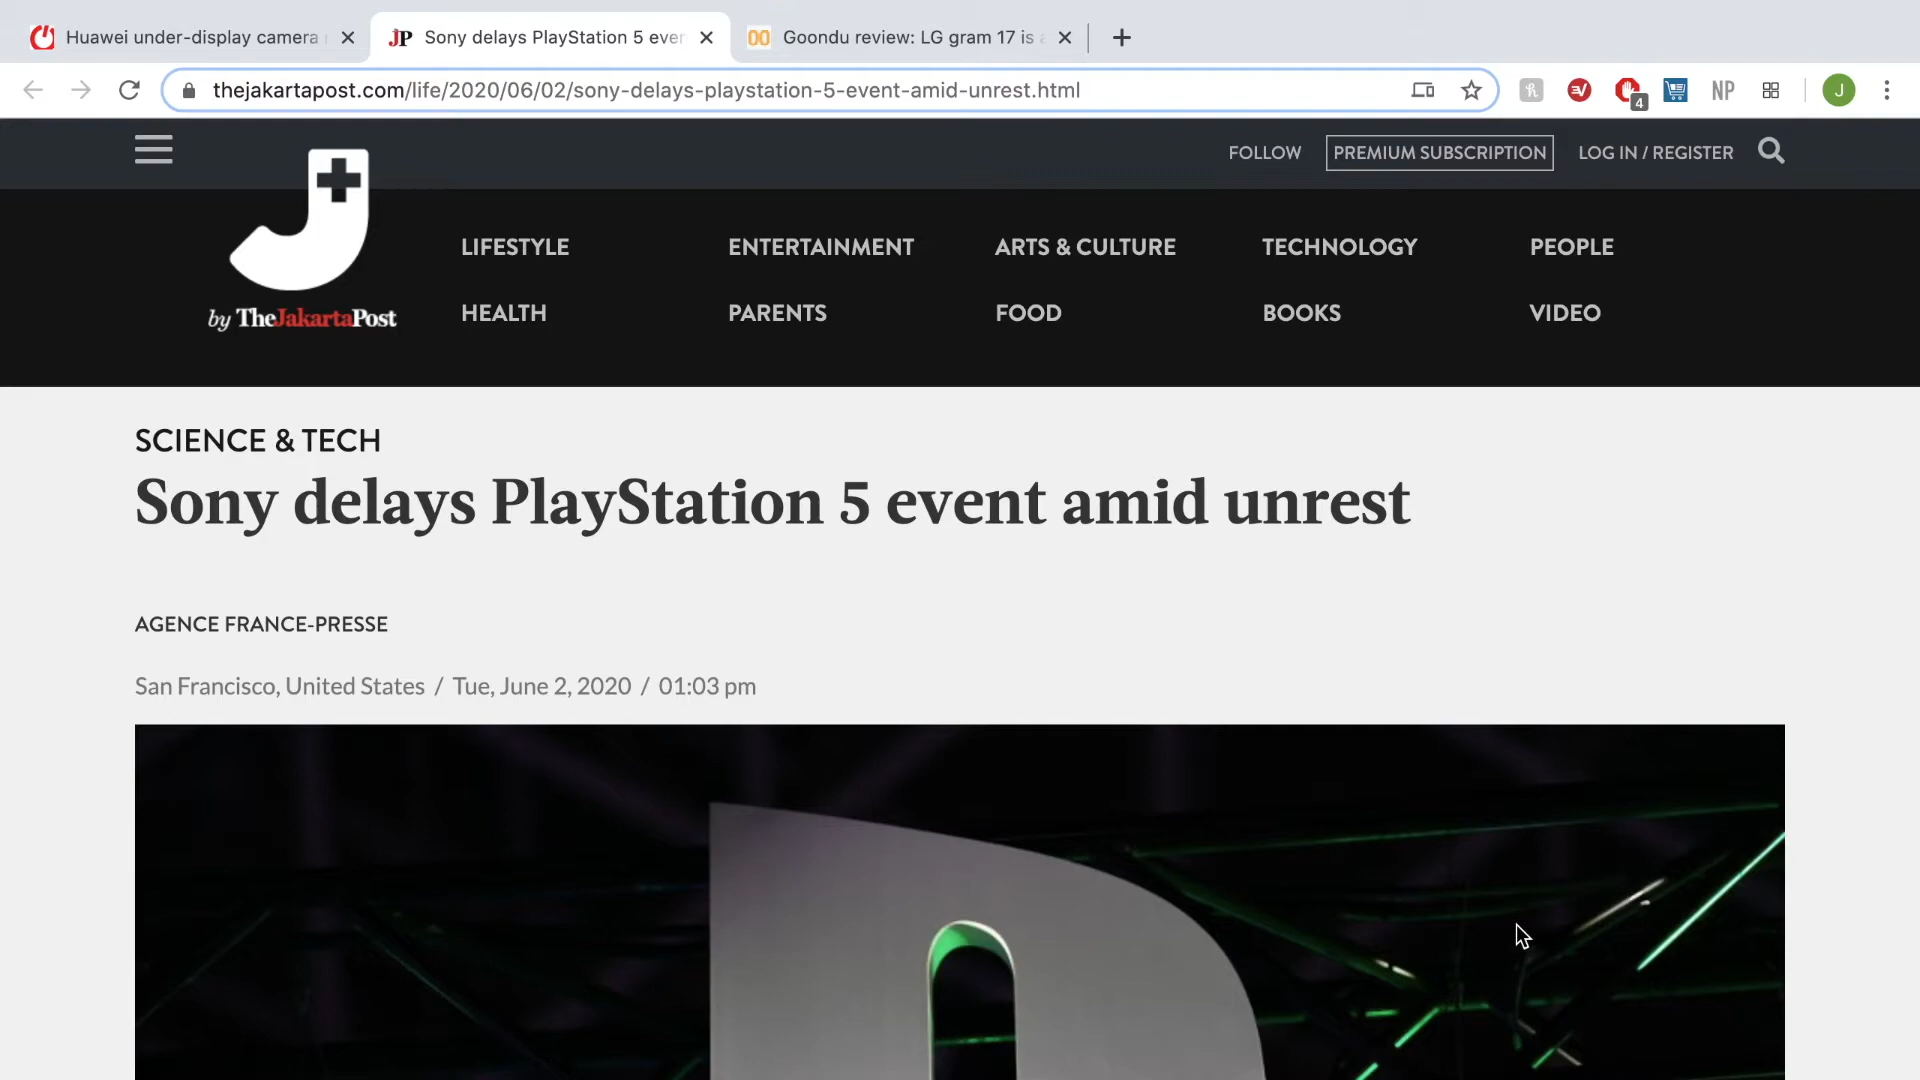 Huawei under-display camera
Sony delays PlayStation 5 even
Goondu review: LG gram 17 is a
thejakartapost.com/life/2020/06/02/sony-delays-playstation-5-event-amid-unrest.html
4
NP
J
FOLLOW
PREMIUM SUBSCRIPTION
LOG IN / REGISTER
by TheJakartaPost
LIFESTYLE
ENTERTAINMENT
ARTS & CULTURE
TECHNOLOGY
PEOPLE
HEALTH
PARENTS
FOOD
BOOKS
VIDEO
SCIENCE & TECH
Sony delays PlayStation 5 event amid unrest
AGENCE FRANCE-PRESSE
San Francisco, United States / Tue, June 2, 2020 / 01:03 pm